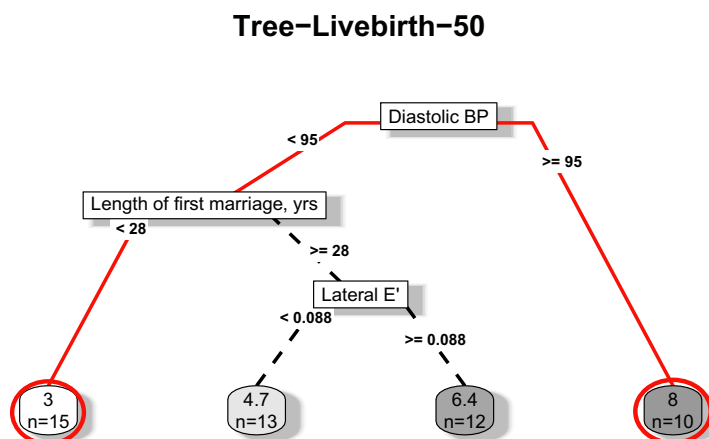 Tree−Livebirth−50
Diastolic BP
< 95
>= 95
Length of first marriage, yrs
< 28
>= 28
Lateral E'
< 0.088
>= 0.088
3
n=15
4.7
n=13
6.4
n=12
8
n=10